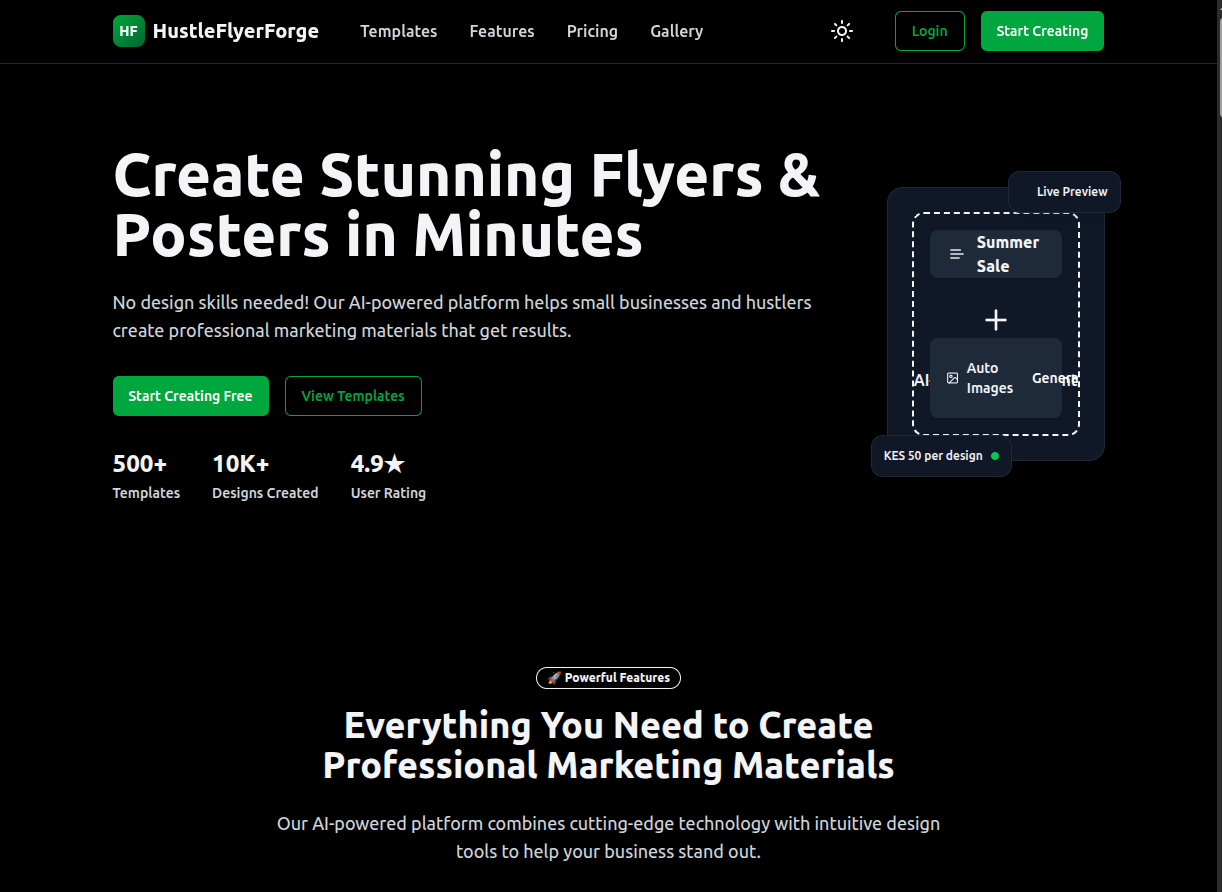 HF HustleFlyerForge Templates Features Pricing Gallery Login Start Creating
Create Stunning Flyers &
Posters in Minutes
No design skills needed! Our AI-powered platform helps small businesses and hustlers
create professional marketing materials that get results.
Start Creating Free View Templates
500+ 10K+ 4.9★
Templates Designs Created User Rating
Live Preview
Summer
Sale
Auto
Images
KES 50 per design
🚀 Powerful Features
Everything You Need to Create
Professional Marketing Materials
Our AI-powered platform combines cutting-edge technology with intuitive design
tools to help your business stand out.